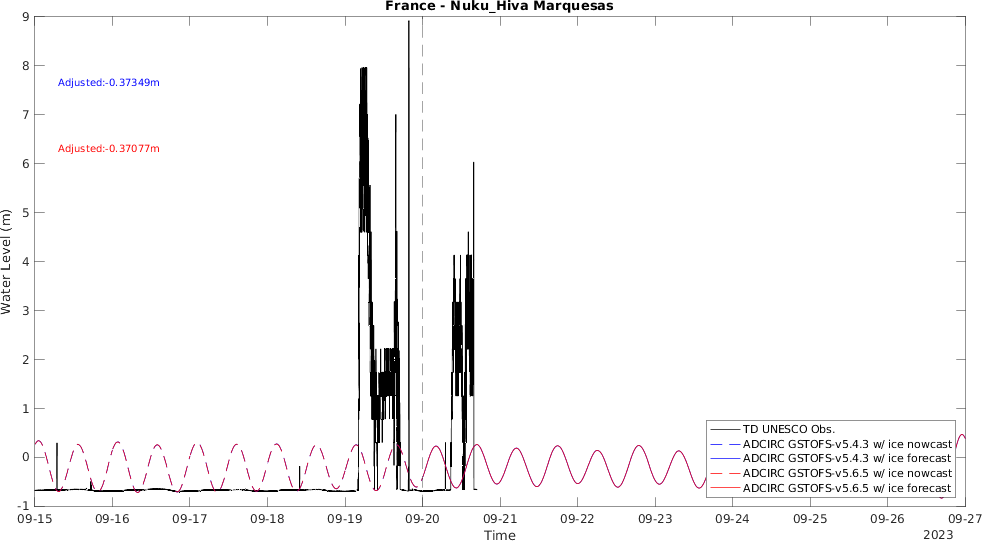 France - Nuku_Hiva Marquesas
9
8
7
6
5
4
3
2
1
0
-1
Water Level (m)
Adjusted:-0.37349m
Adjusted:-0.37077m
TD UNESCO Obs.
ADCIRC GSTOFS-v5.4.3 w/ ice nowcast
ADCIRC GSTOFS-v5.4.3 w/ ice forecast
ADCIRC GSTOFS-v5.6.5 w/ ice nowcast
ADCIRC GSTOFS-v5.6.5 w/ ice forecast
09-15 09-16 09-17 09-18 09-19 09-20 09-21 09-22 09-23 09-24 09-25 09-26 09-27
Time
2023